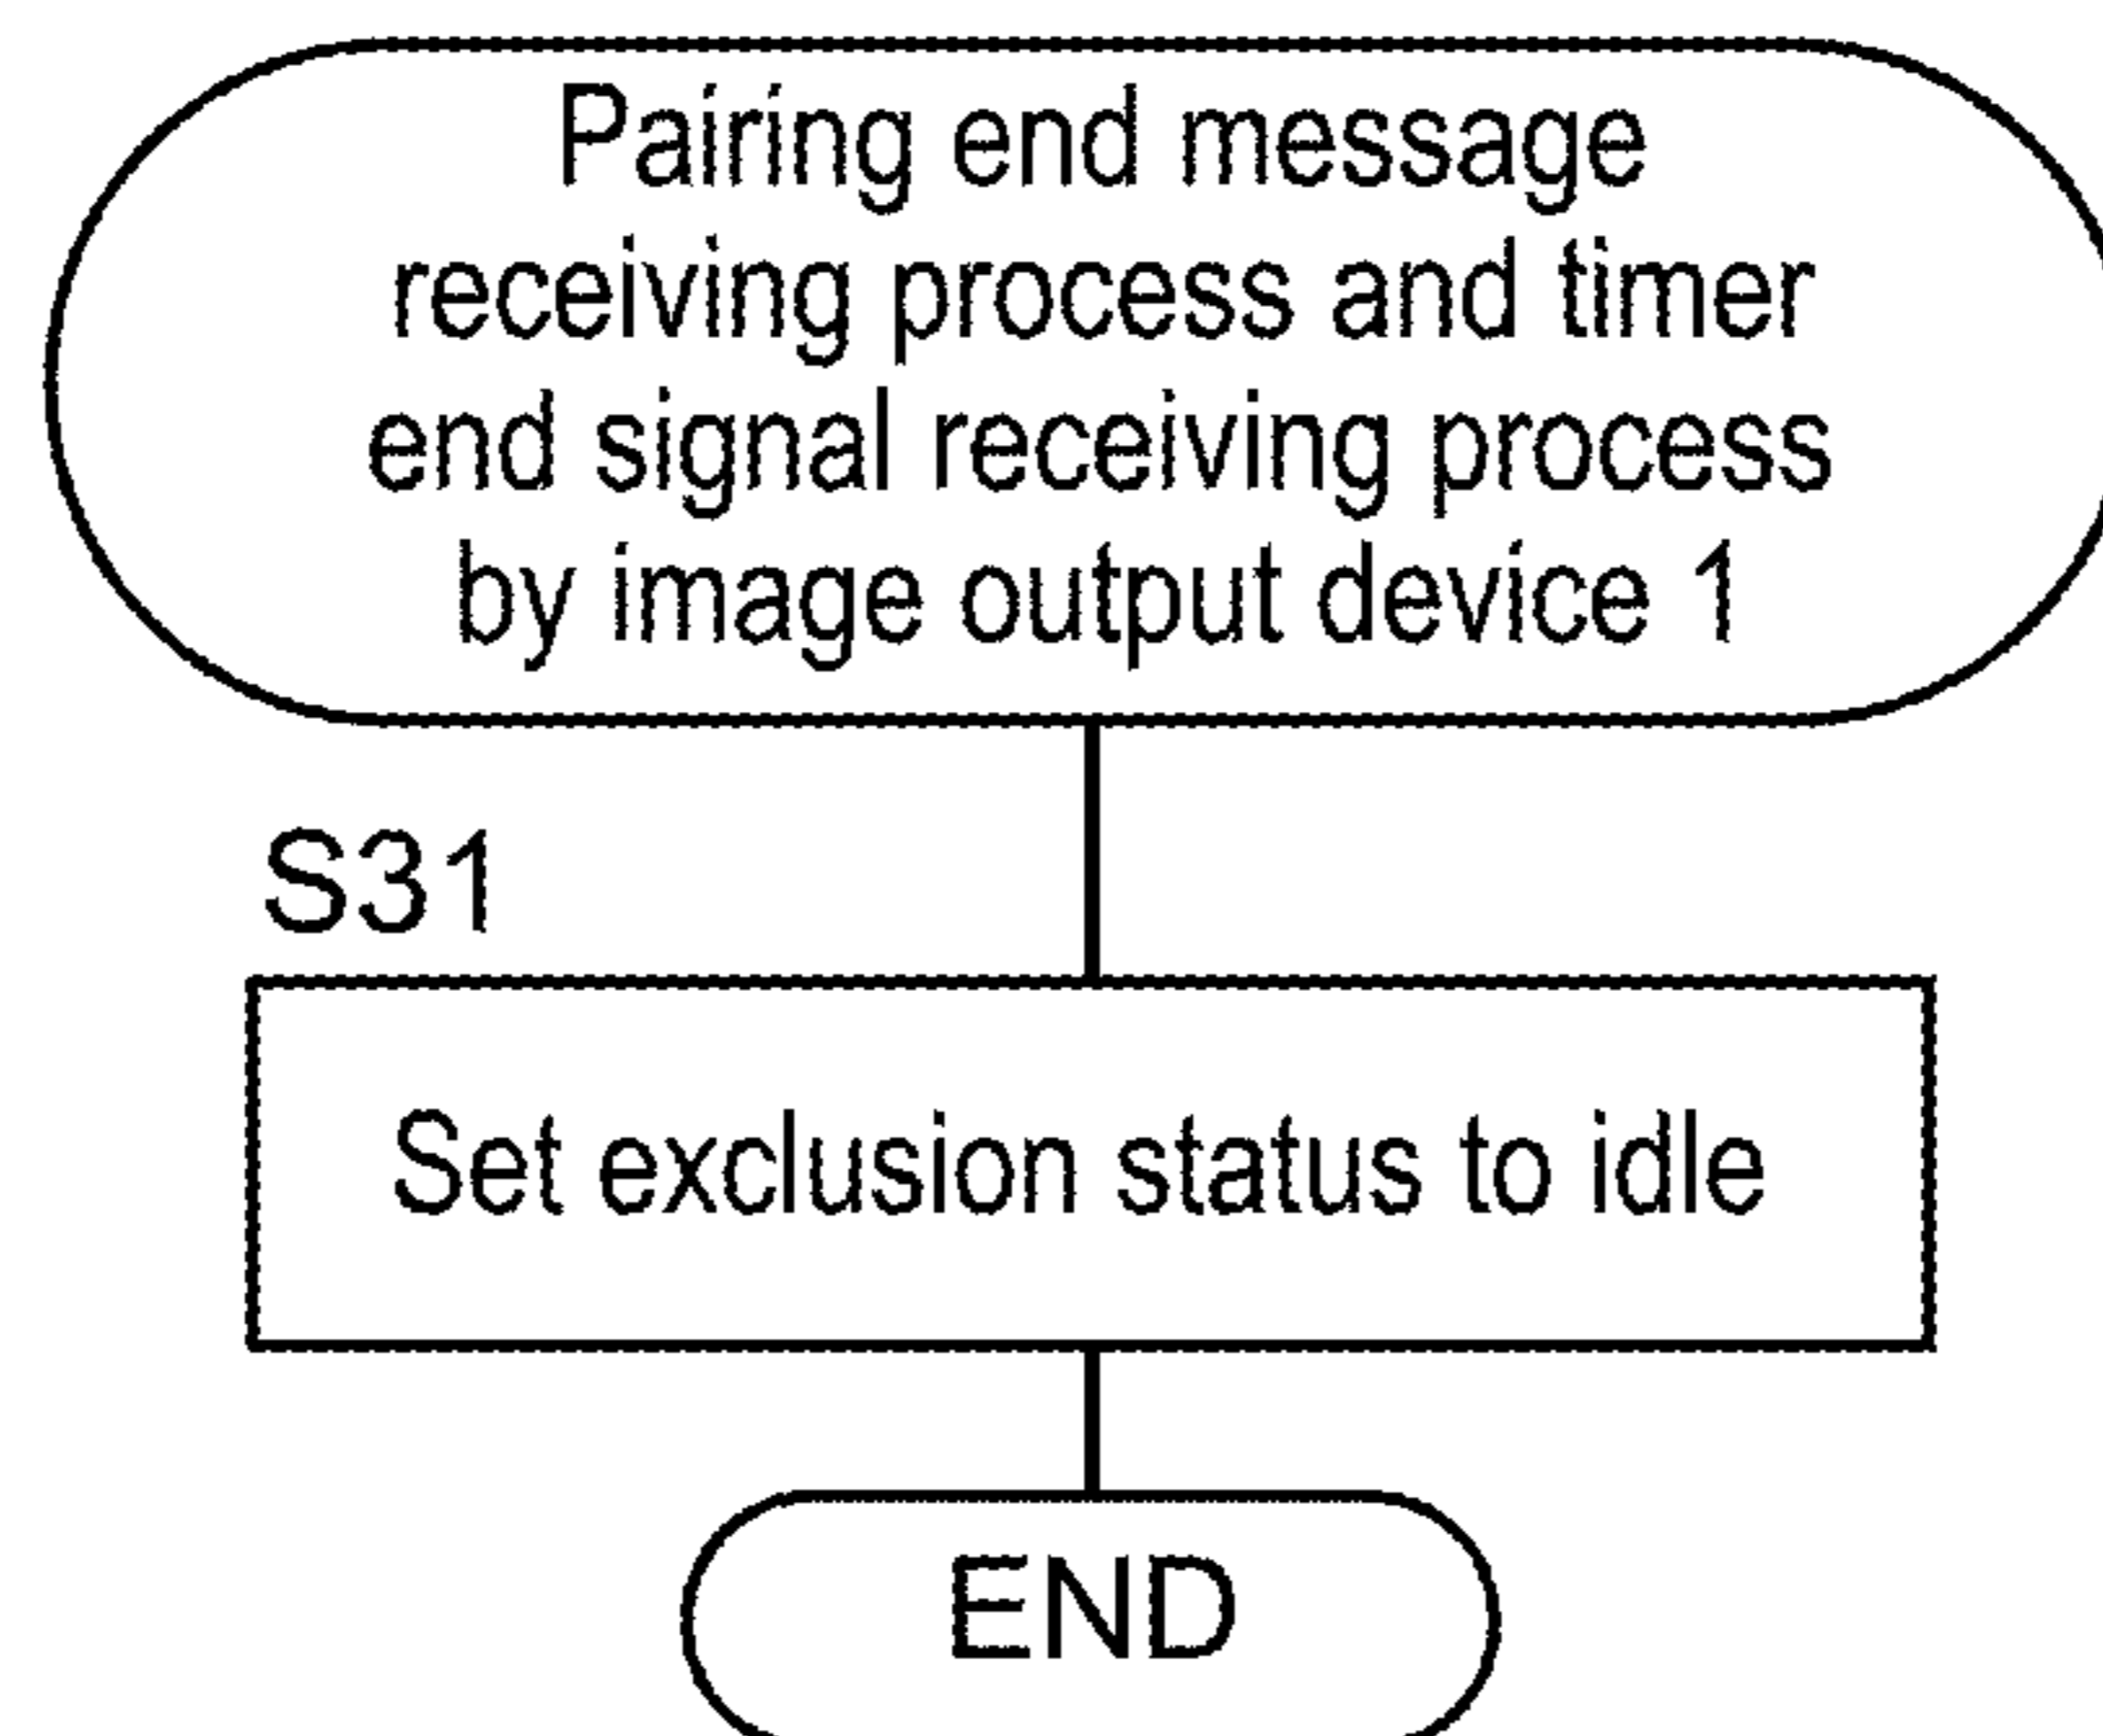 Pairing end message
receiving process and timer
end signal receiving process
by image output device 1
S31
Set exclusion status to idle
END